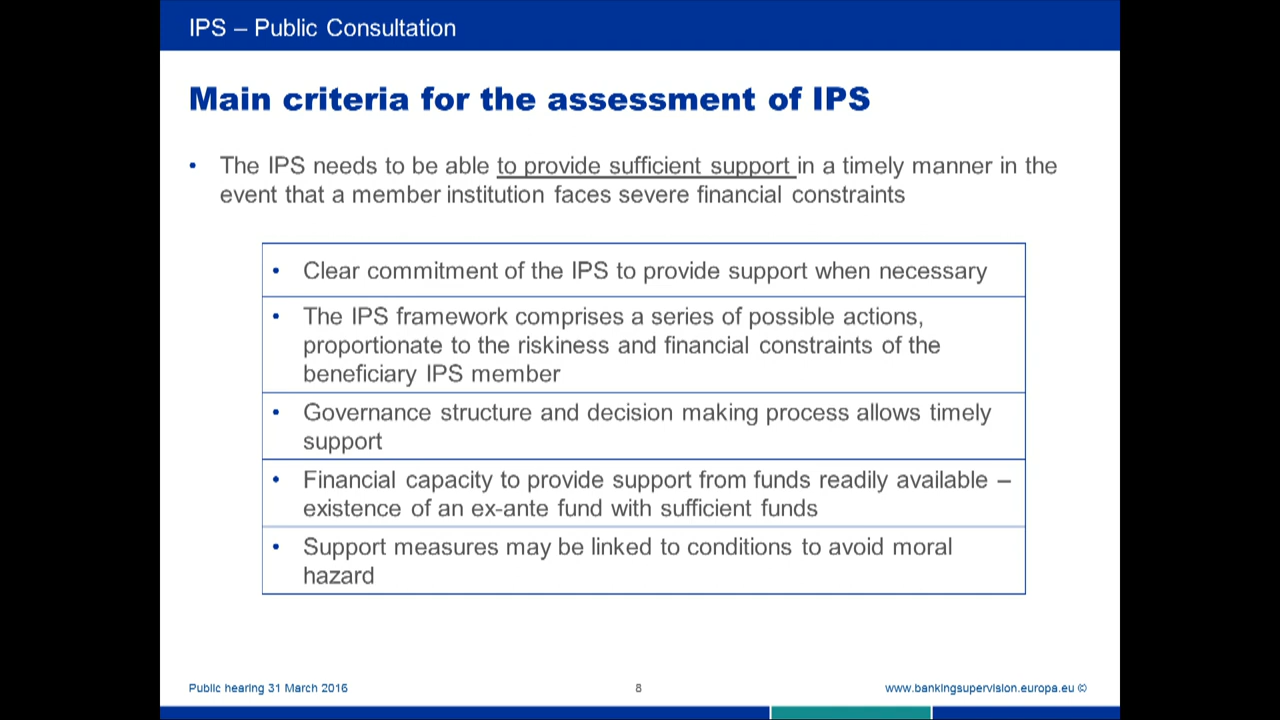 IPS – Public Consultation
Main criteria for the assessment of IPS
• The IPS needs to be able to provide sufficient support in a timely manner in the
event that a member institution faces severe financial constraints
• Clear commitment of the IPS to provide support when necessary
• The IPS framework comprises a series of possible actions,
proportionate to the riskiness and financial constraints of the
beneficiary IPS member
• Governance structure and decision making process allows timely
support
• Financial capacity to provide support from funds readily available –
existence of an ex-ante fund with sufficient funds
• Support measures may be linked to conditions to avoid moral
hazard
Public hearing 31 March 2016
8
www.bankingsupervision.europa.eu ©